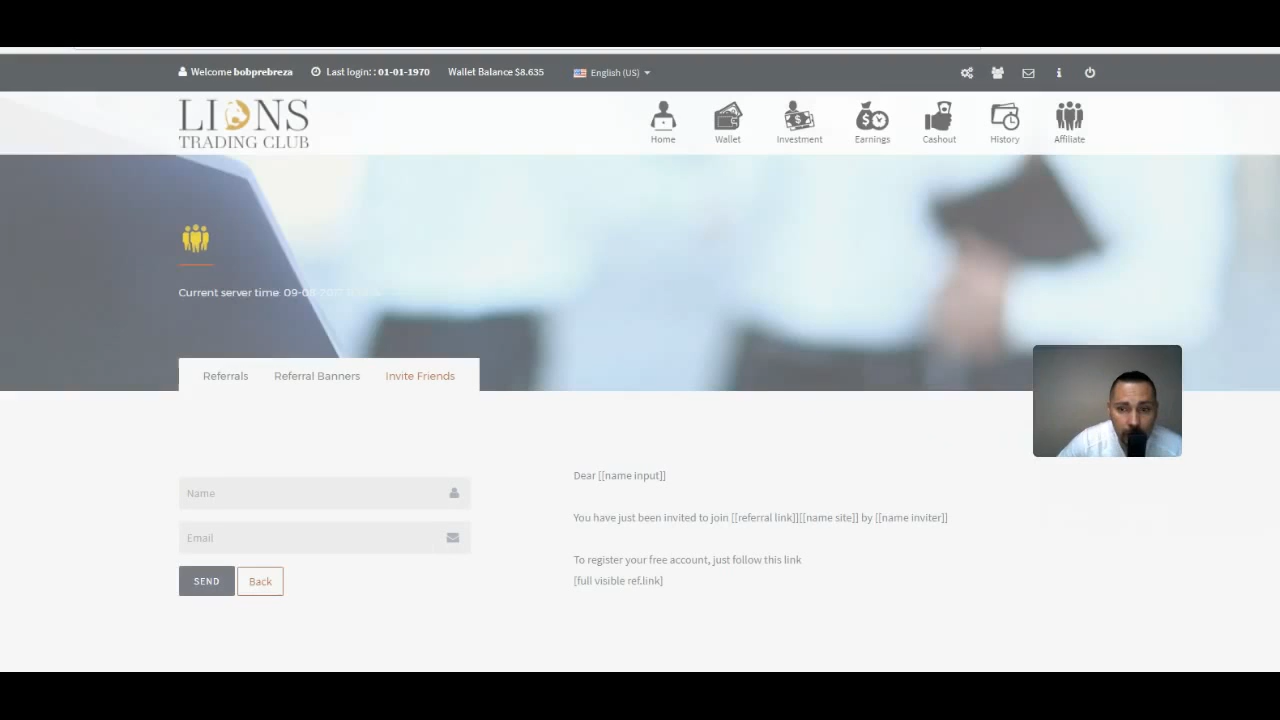 Welcome bobprebreza Last login: : 01-01-1970 Wallet Balance $8.635 English (US)
LIONS
TRADING CLUB
Home Wallet Investment Earnings Cashout History Affiliate
Current server time: 09-08-2017
Referrals Referral Banners Invite Friends
Dear [[name input]]
Name
You have just been invited to join [[referral link]][[name site]] by [[name inviter]]
Email
To register your free account, just follow this link
SEND Back
[full visible ref.link]